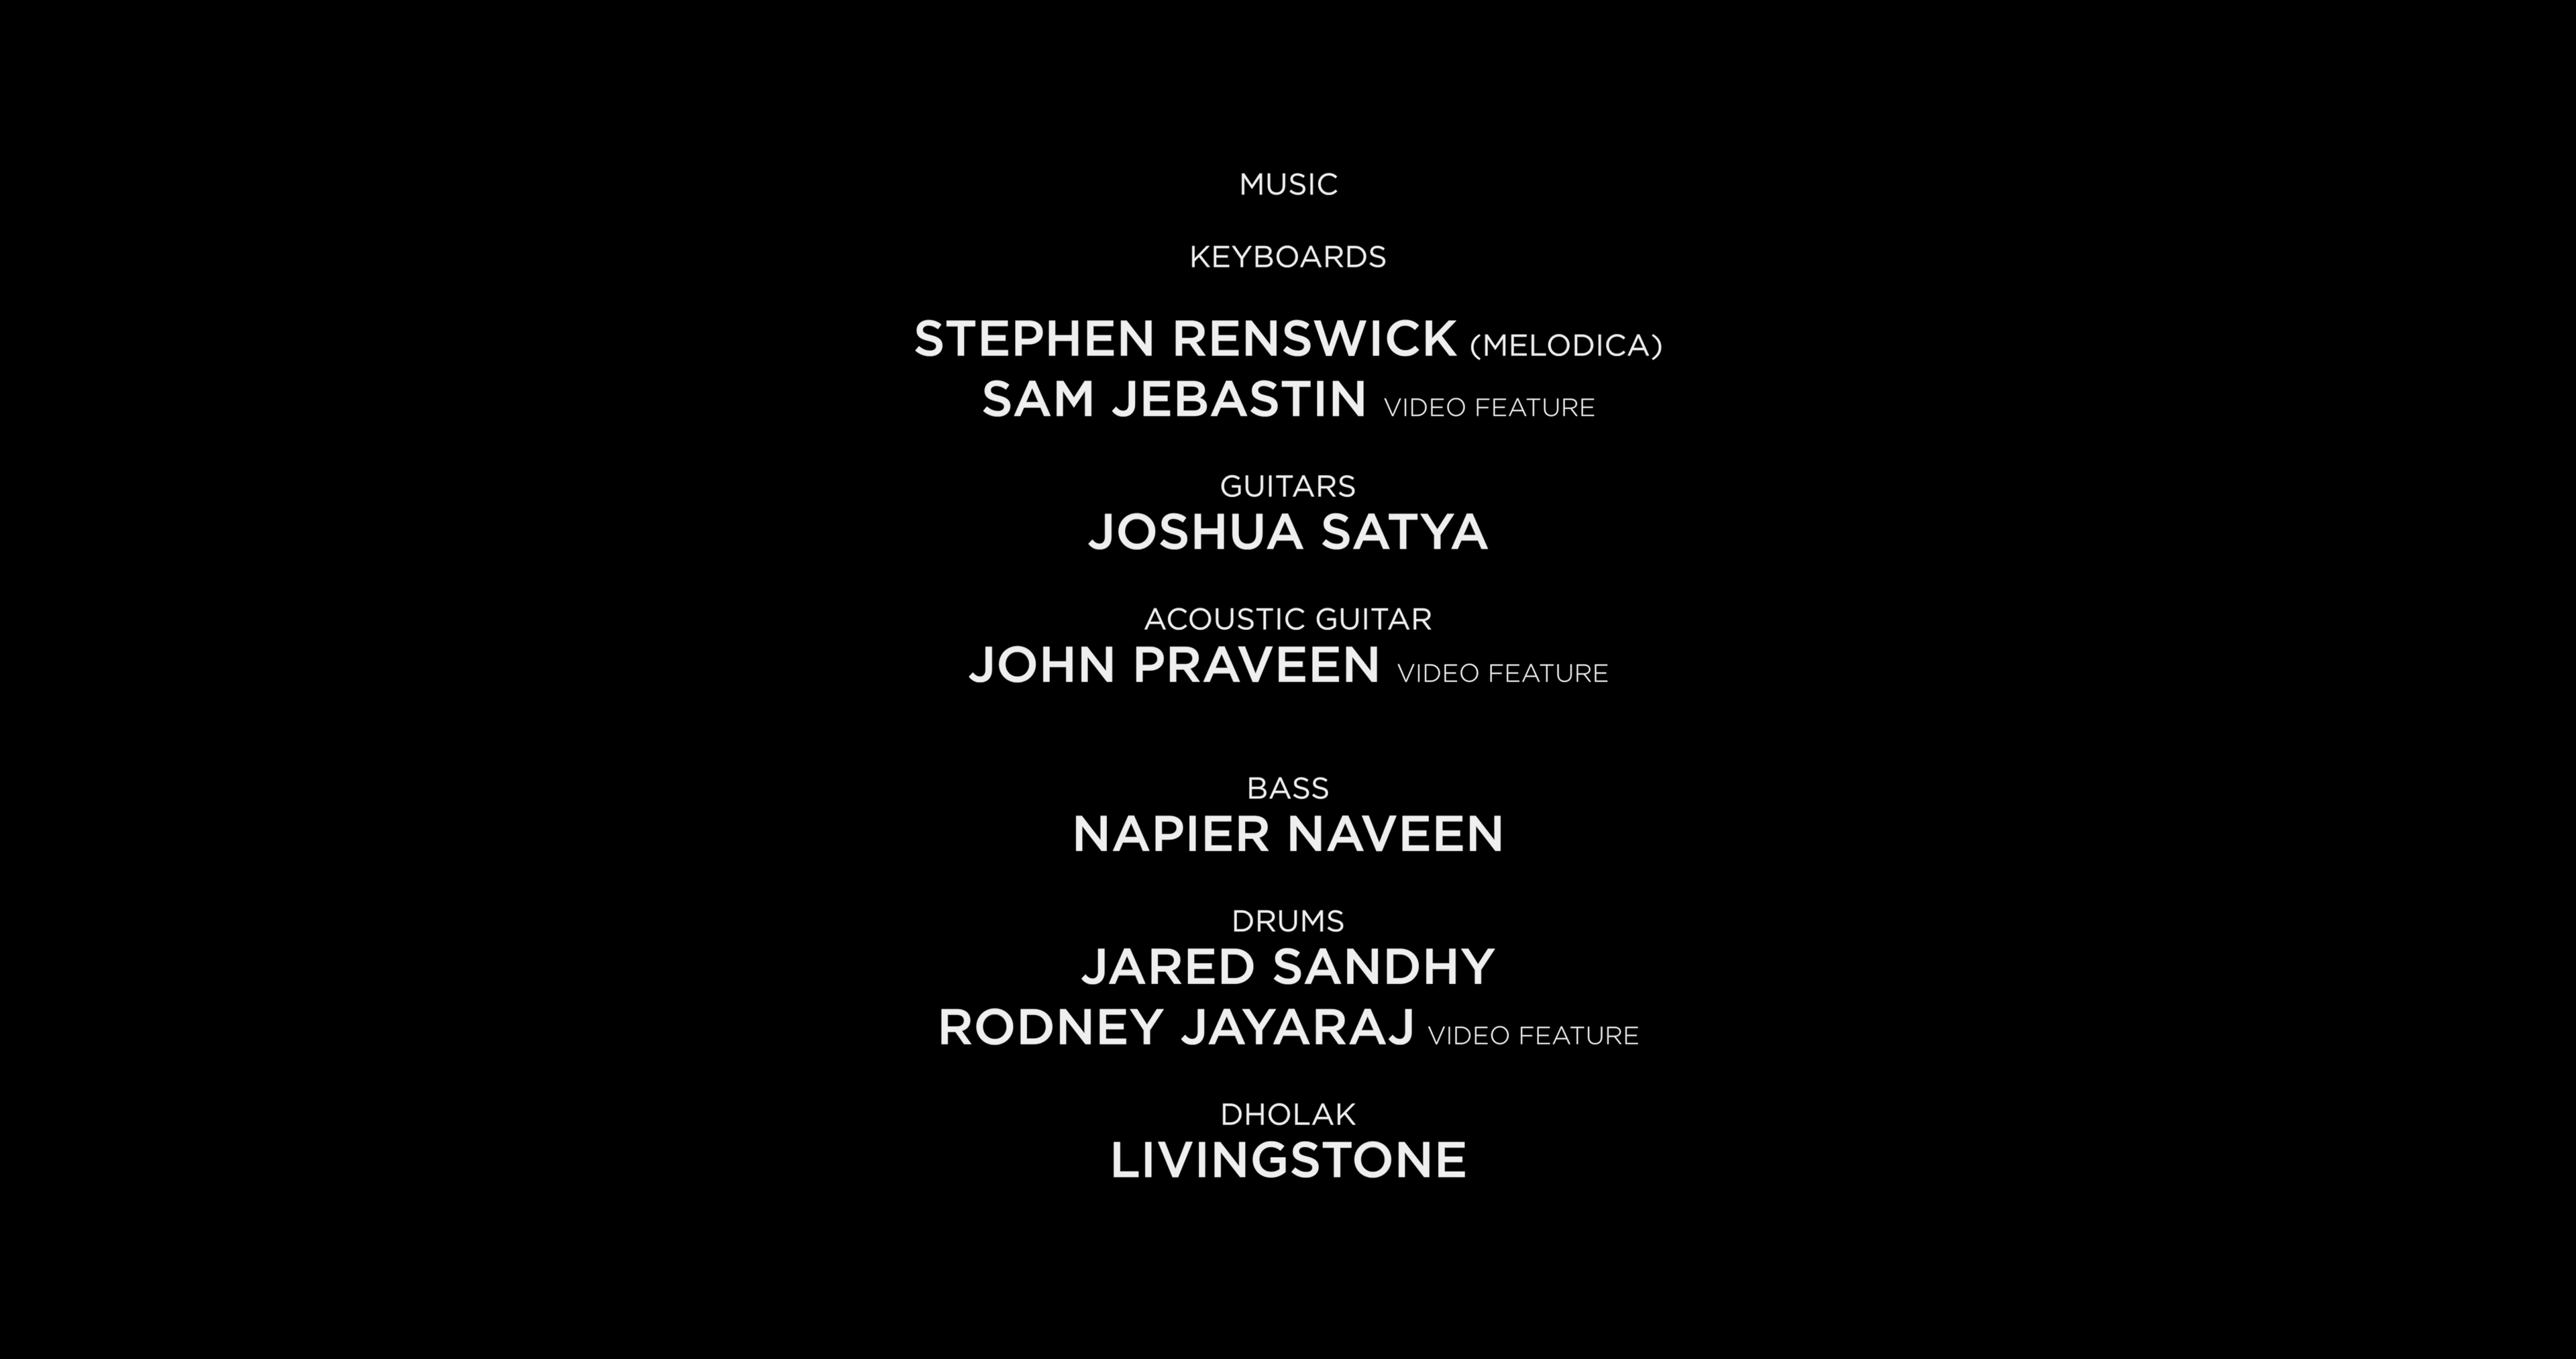 MUSIC
KEYBOARDS
STEPHEN RENSWICK (MELODICA)
SAM JEBASTIN VIDEO FEATURE
GUITARS
JOSHUA SATYA
ACOUSTIC GUITAR
JOHN PRAVEEN VIDEO FEATURE
BASS
NAPIER NAVEEN
DRUMS
JARED SANDHY
RODNEY JAYARAJ VIDEO FEATURE
DHOLAK
LIVINGSTONE